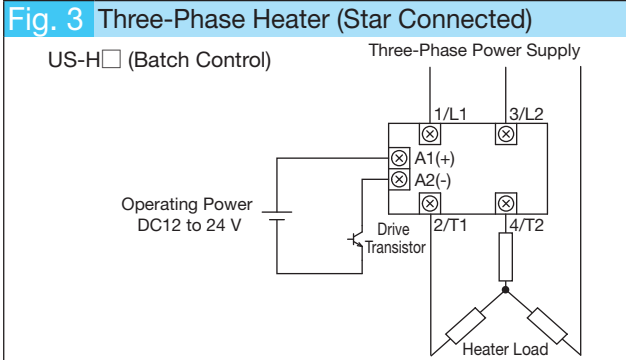 Fig. 3 Three-Phase Heater (Star Connected)
US-H□ (Batch Control)
Three-Phase Power Supply
1/L1
3/L2
A1(+)
A2(-)
Operating Power
DC12 to 24 V
Drive
Transistor
2/T1
4/T2
Heater Load